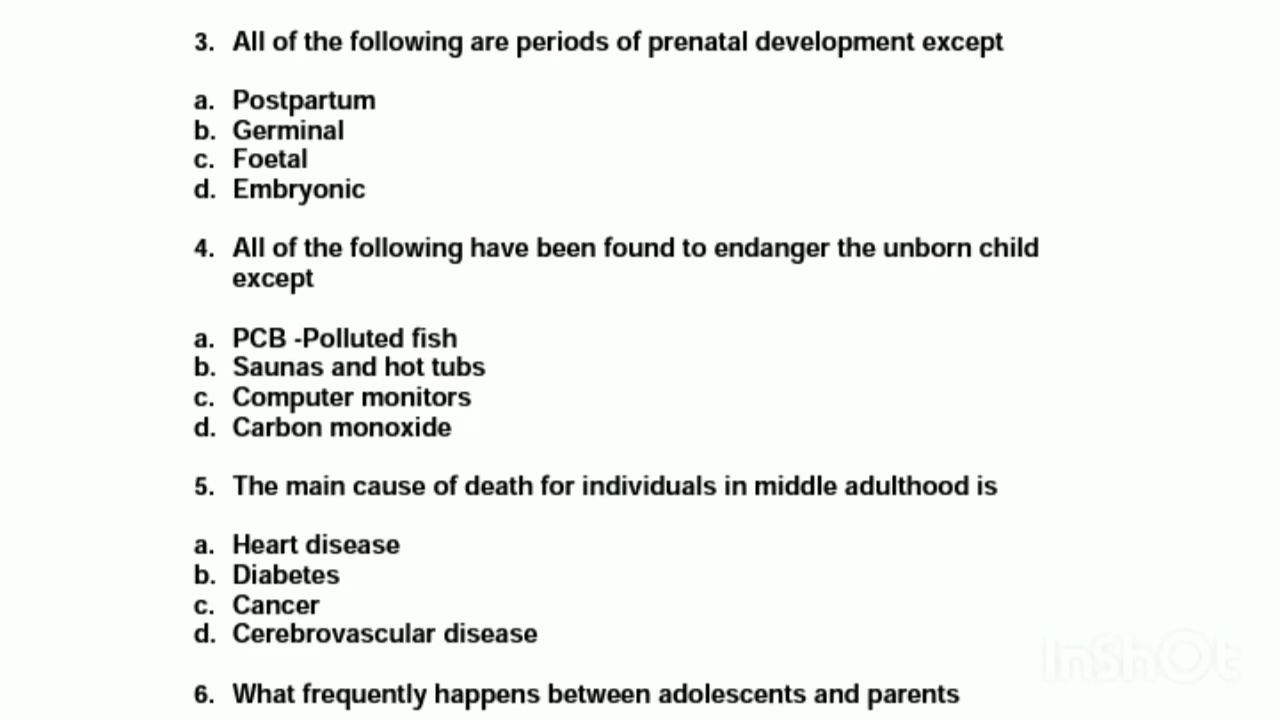 3. All of the following are periods of prenatal development except
a. Postpartum
b. Germinal
c. Foetal
d. Embryonic
4. All of the following have been found to endanger the unborn child
except
a. PCB -Polluted fish
b. Saunas and hot tubs
c. Computer monitors
d. Carbon monoxide
5. The main cause of death for individuals in middle adulthood is
a. Heart disease
b. Diabetes
c. Cancer
d. Cerebrovascular disease
6. What frequently happens between adolescents and parents
InShOt